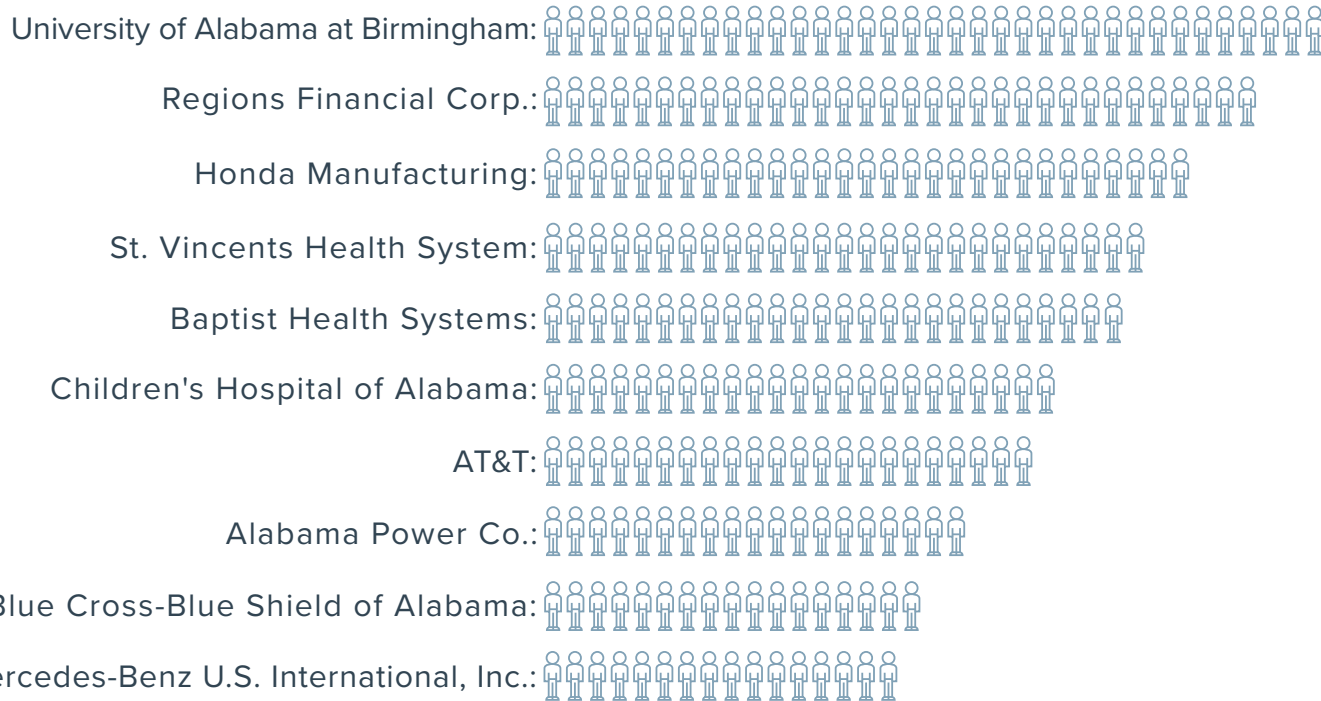 University of Alabama at Birmingham:
Regions Financial Corp.:
Honda Manufacturing:
St. Vincents Health System:
Baptist Health Systems:
Children's Hospital of Alabama:
AT&T:
Alabama Power Co.:
Cross-Blue Shield of Alabama:
U.S. International, Inc.: